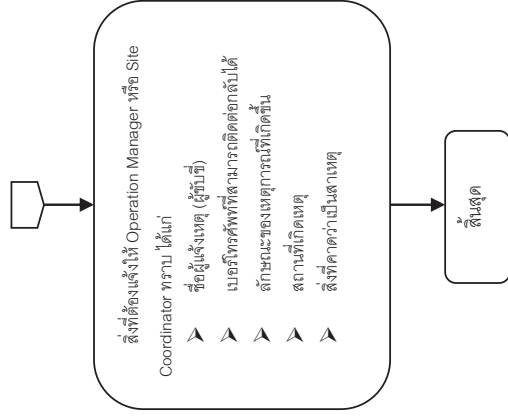 สิ่งที่ต้องแจ้งให้ Operation Manager หรือ Site
Coordinator ทราบ ได้แก่
➢ ชื่อผู้แจ้งเหตุ (ผู้ขับขี่)
➢ เบอร์โทรศัพท์ที่สามารถติดต่อกลับได้
➢ ลักษณะของเหตุการณ์ที่เกิดขึ้น
➢ สถานที่เกิดเหตุ
➢ สิ่งที่คาดว่าเป็นสาเหตุ
สิ้นสุด